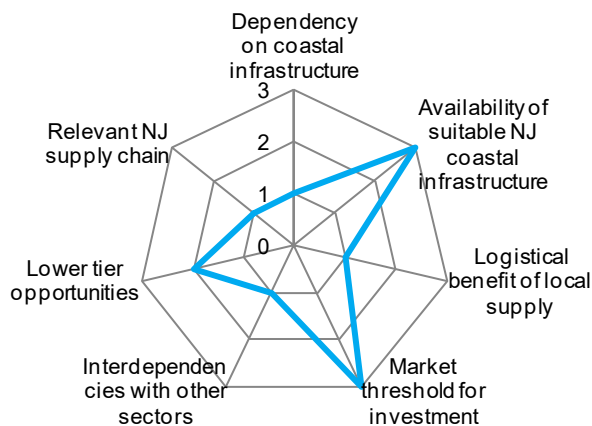 Dependency
on coastal
infrastructure
3
2
1
0
Availability of
suitable NJ
coastal
infrastructure
Logistical
benefit of local
supply
Market
threshold for
investment
Interdependen
cies with other
sectors
Lower tier
opportunities
Relevant NJ
supply chain